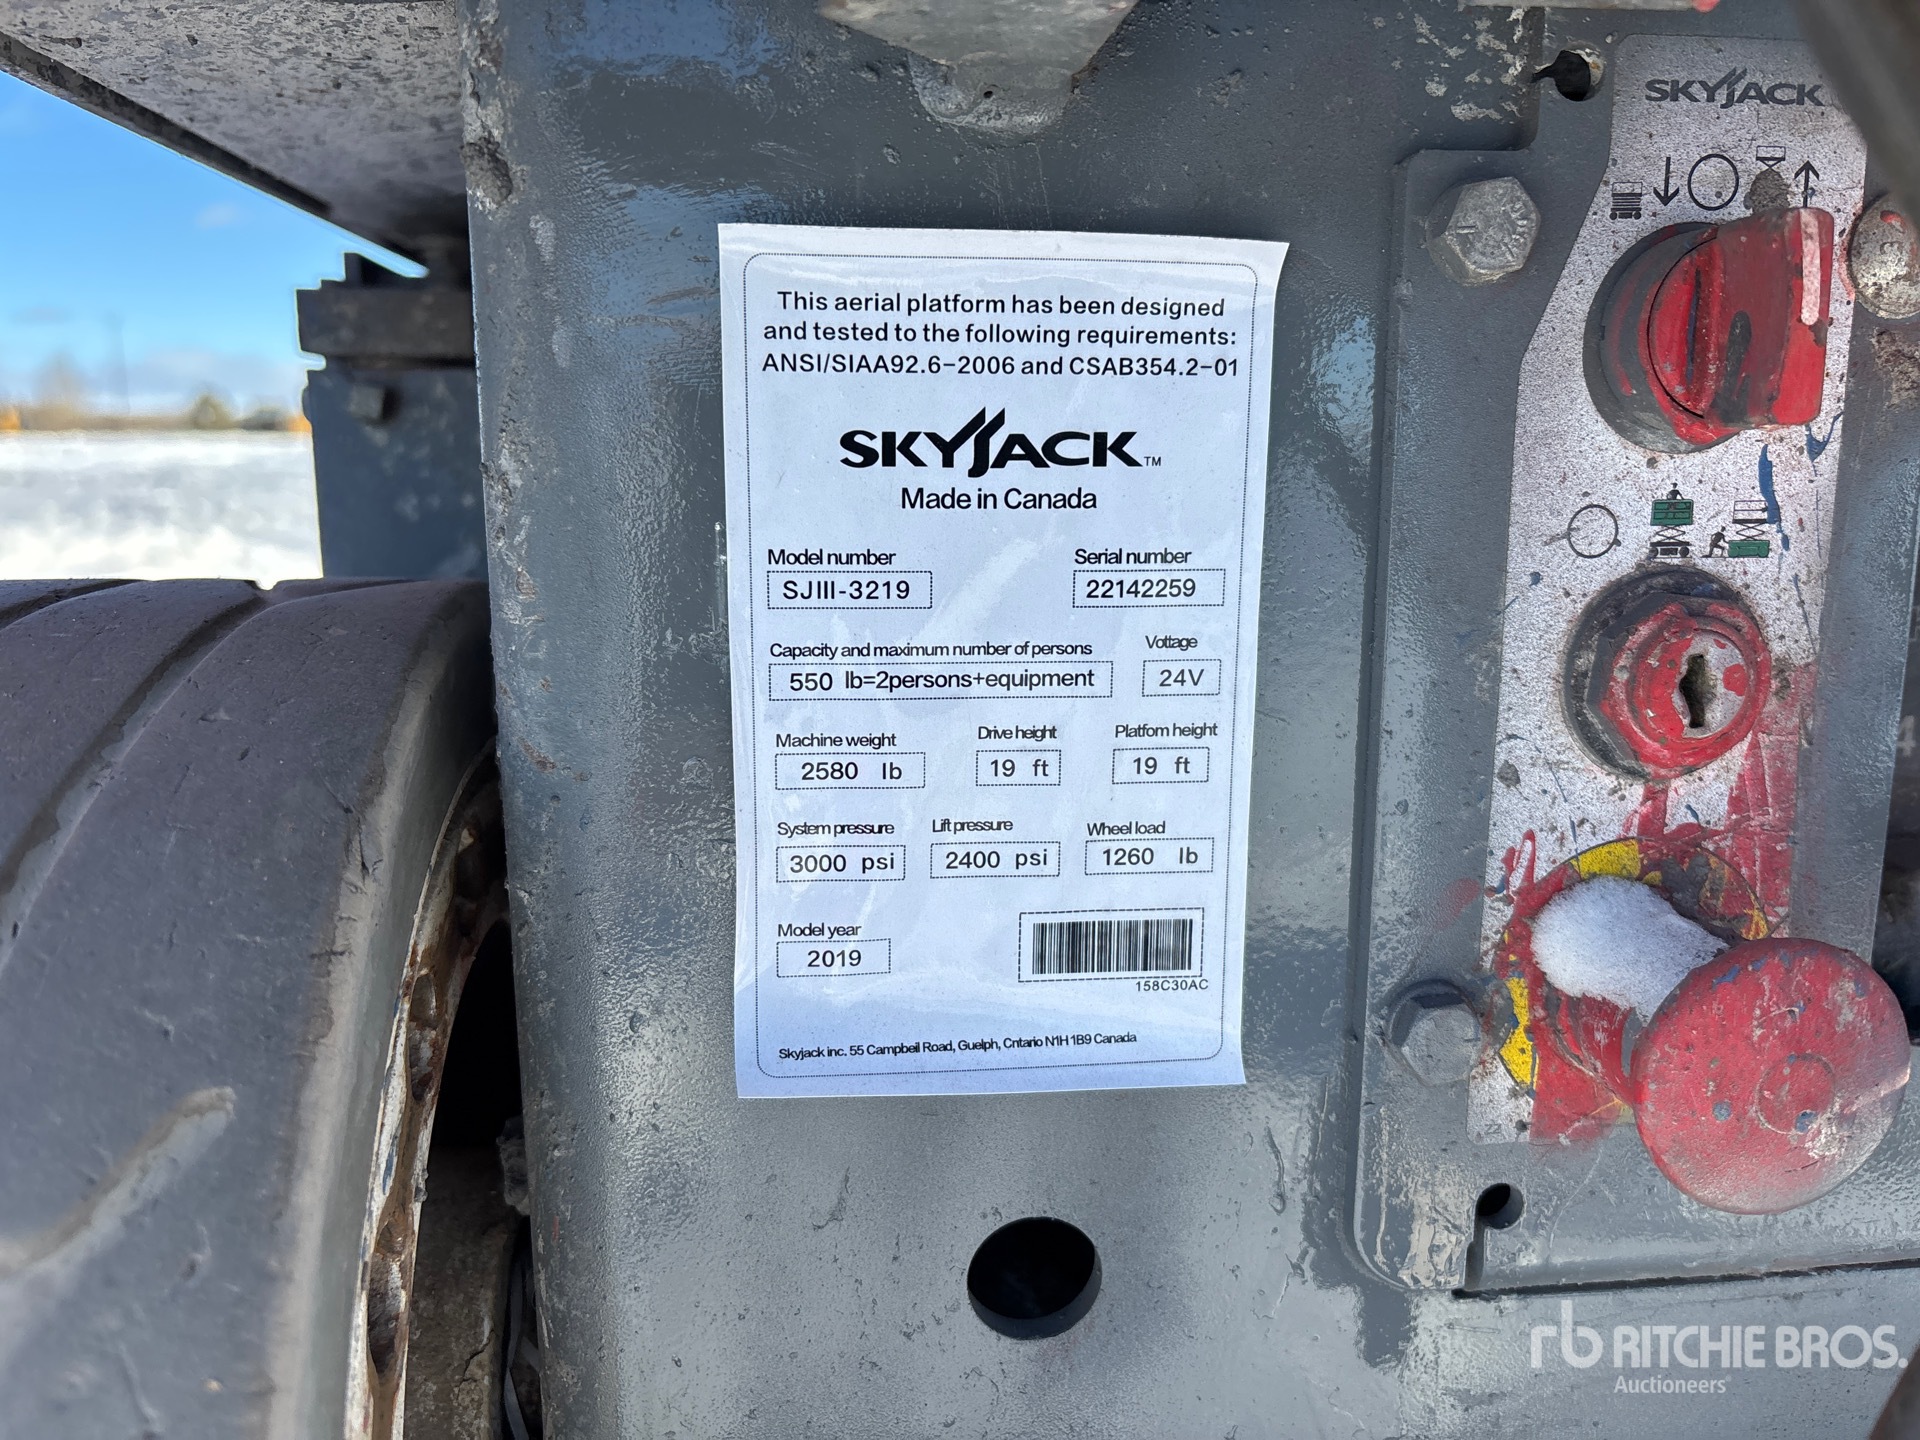 This aerial platform has been designed
and tested to the following requirements:
ANSI/SIAA92.6-2006 and CSAB354.2-01
SKYJACK™
Made in Canada
Model number Serial number
SJIII-3219 22142259
Capacity and maximum number of persons Vottage
550 lb=2persons+equipment 24V
Machine weight Drive height Platfom height
2580 lb 19 ft 19 ft
System pressure Lift pressure Wheel load
3000 psi 2400 psi 1260 lb
Model year
2019
158C30AC
Skyjack inc. 55 Campbell Road, Guelph, Cntario N1H 1B9 Canada
SKYJACK
rb RITCHIE BROS.
Auctioneers